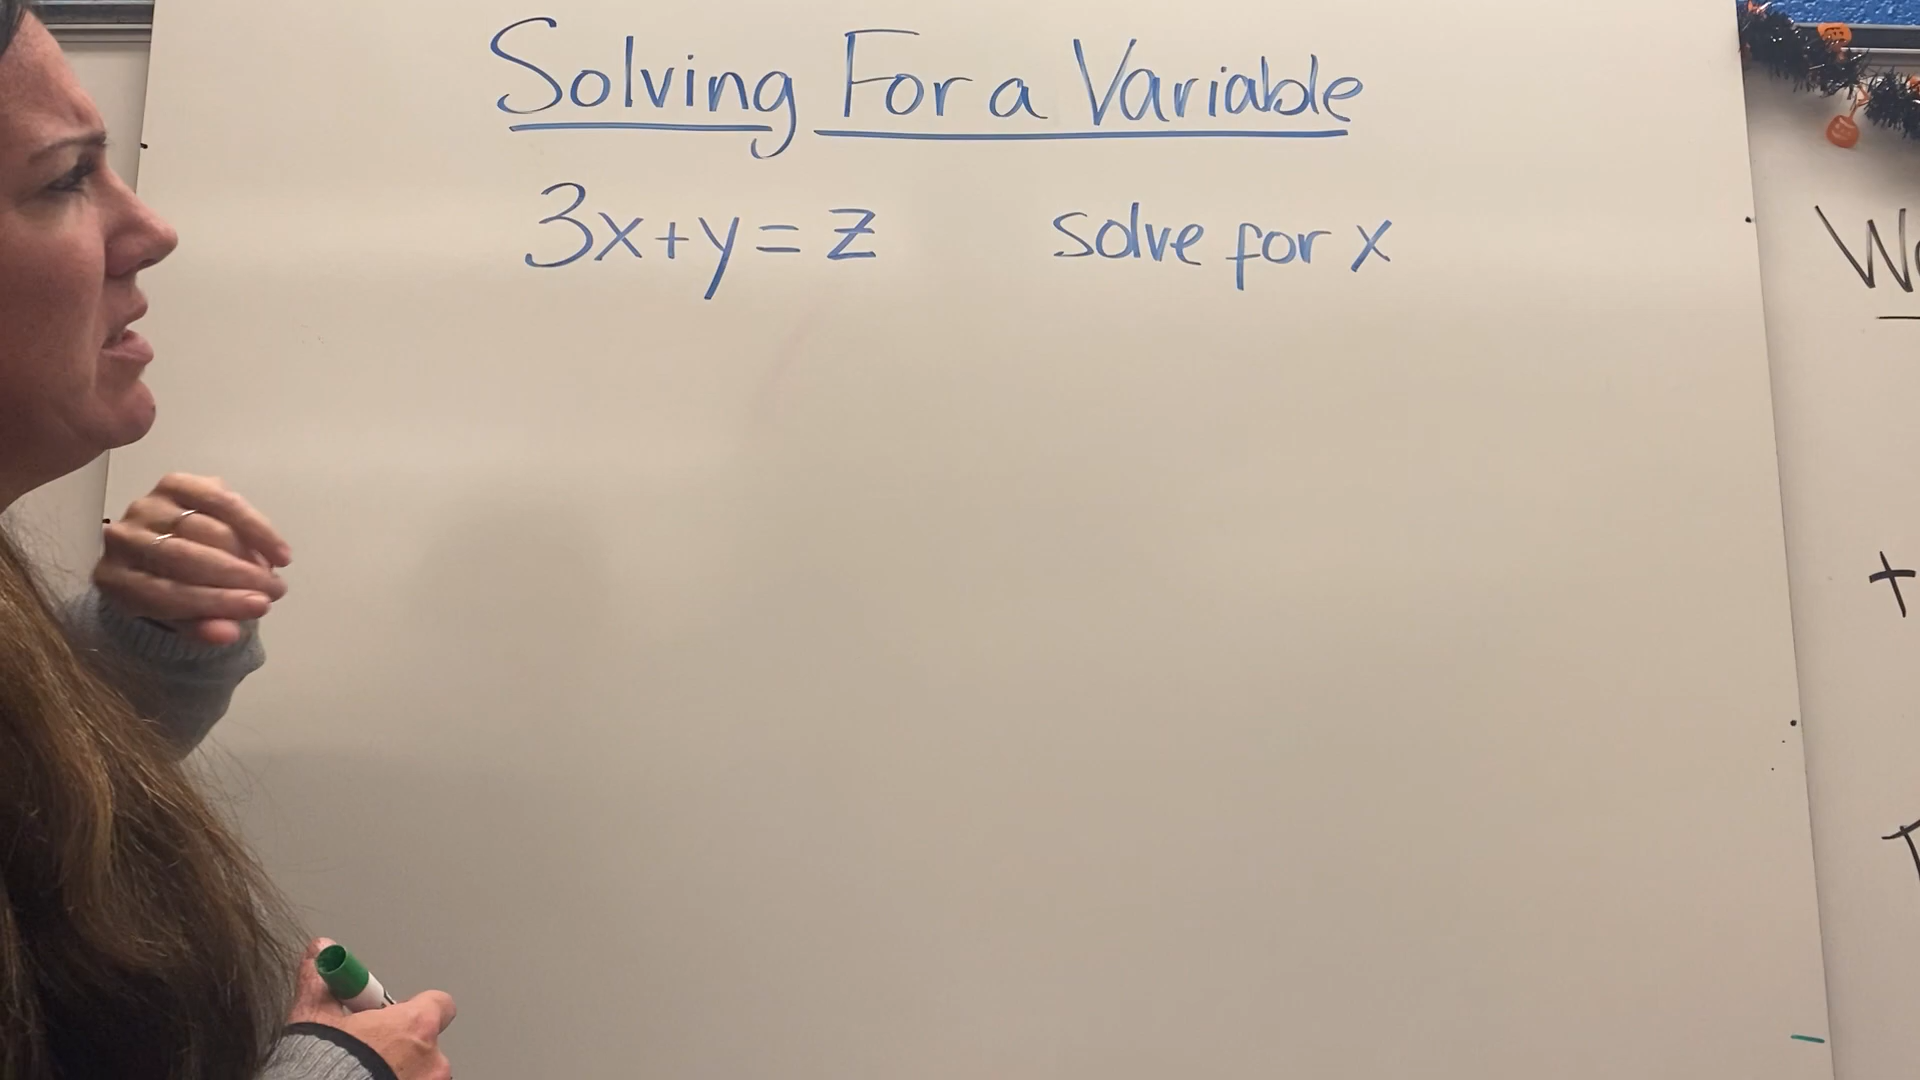 Solving For a Variable
3x+y= z solve for x